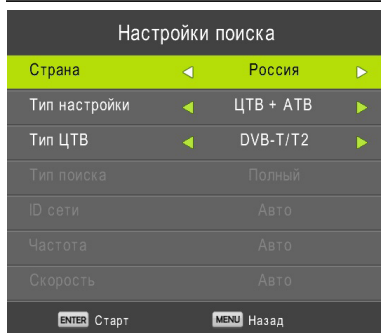 Настройки поиска
Страна Россия
Тип настройки ЦТВ + АТВ
Тип ЦТВ DVB-T/T2
Тип поиска Полный
ID сети Авто
Частота Авто
Скорость Авто
ENTER Старт MENU Назад